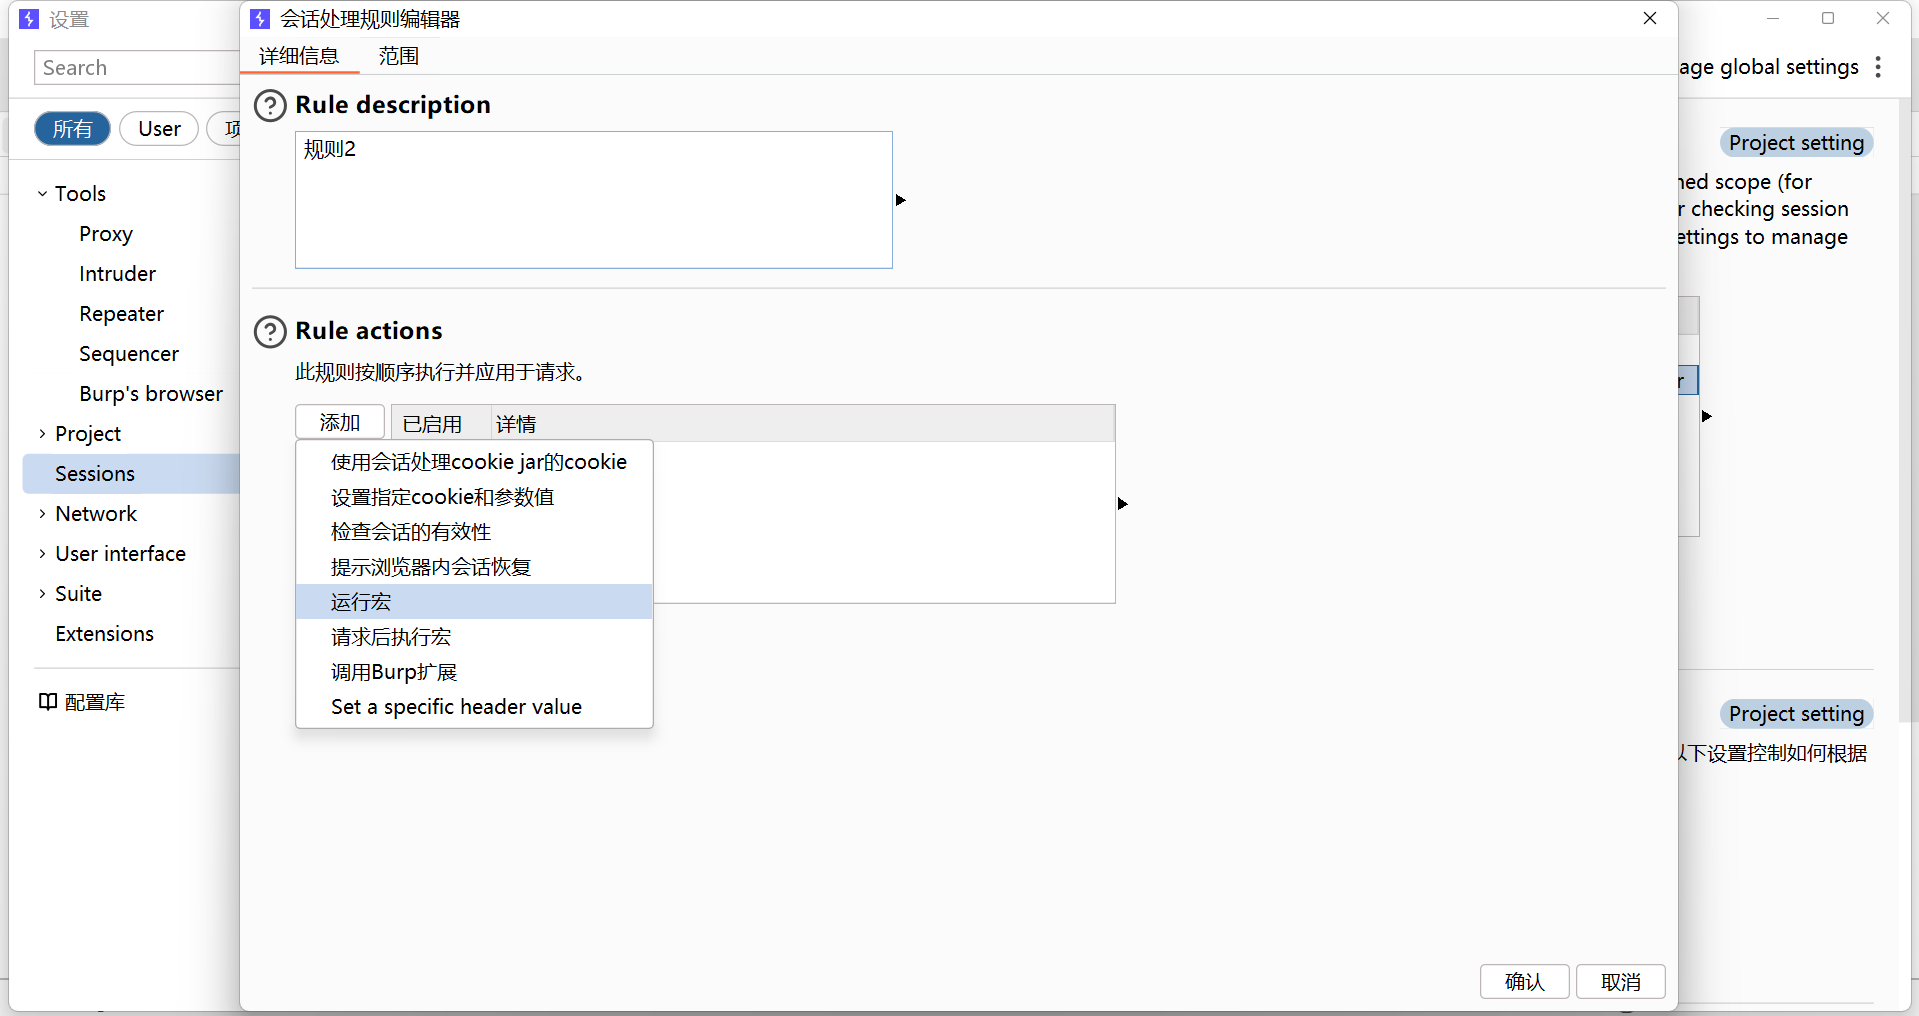 设置
会话处理规则编辑器
详细信息
范围
Search
age global settings
所有
User
Rule description
规则2
Project setting
ned scope (for
r checking session
ettings to manage
Tools
Proxy
Intruder
Repeater
Sequencer
Burp's browser
Project
Sessions
Network
User interface
Suite
Extensions
配置库
Rule actions
此规则按顺序执行并应用于请求。
添加
已启用
详情
使用会话处理cookie jar的cookie
设置指定cookie和参数值
检查会话的有效性
提示浏览器内会话恢复
运行宏
请求后执行宏
调用Burp扩展
Set a specific header value
r
Project setting
以下设置控制如何根据
确认
取消